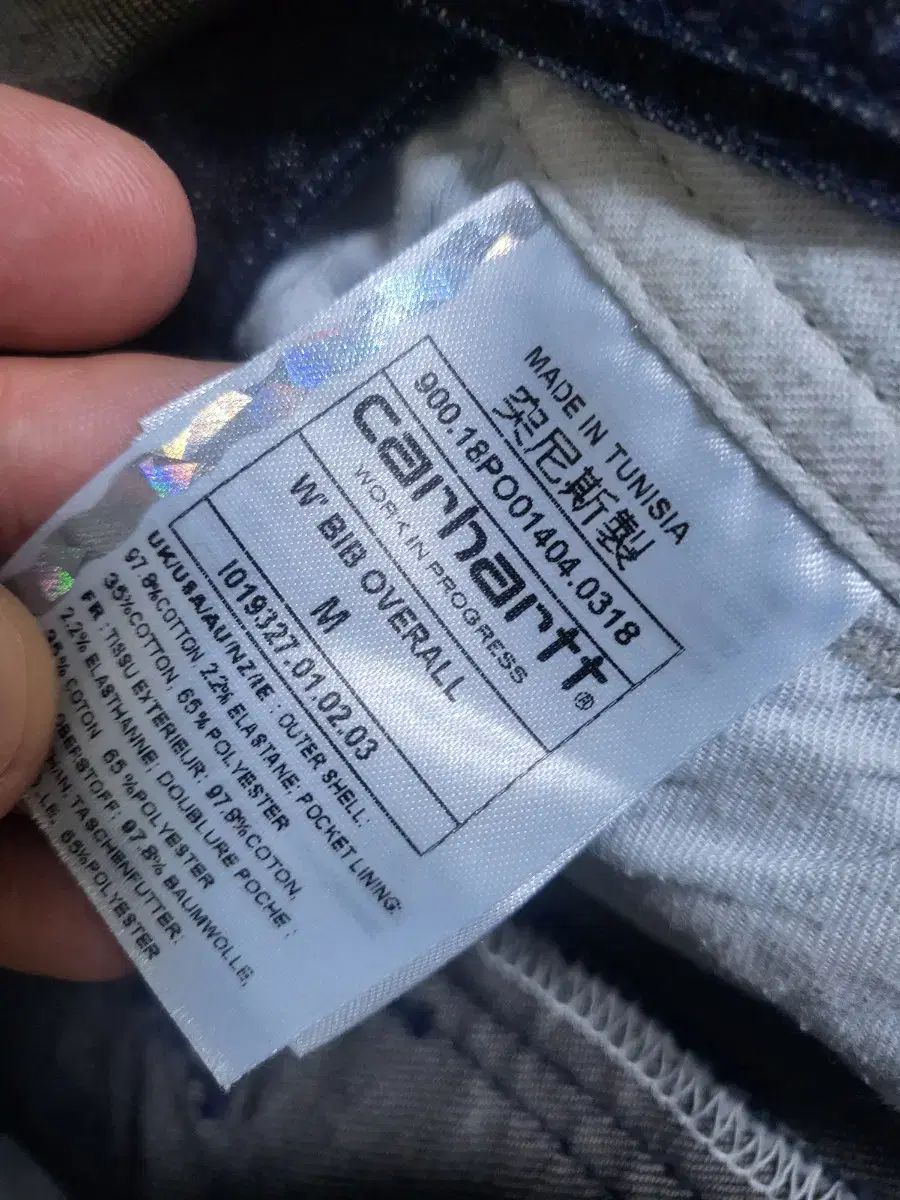 MADE IN TUNISIA
突尼斯製
900.18PO001404.0318
carhartt®
WORK IN PROGRESS
W' BIB OVERALL
M
I019327.01.02.03
UK/USA/AU/NZ/IE : OUTER SHELL:
97.8%COTTON 2.2% ELASTANE; POCKET LINING:
35%COTTON, 65% POLYESTER
FR : TISSU EXTERIEUR: 97.8%COTON,
2.2% ELASTHANNE; DOUBLURE POCHE :
35% COTON 65%POLYESTER
OBERSTOFF: 97.8% BAUMWOLLE,
TASCHENFUTTER:
65%POLYESTER